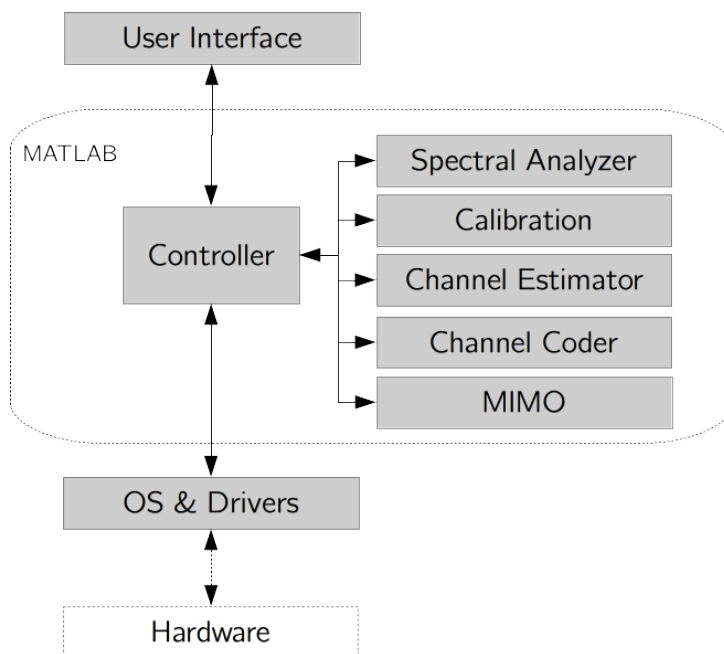 User Interface
MATLAB
Spectral Analyzer
Calibration
Controller
Channel Estimator
Channel Coder
MIMO
OS & Drivers
Hardware